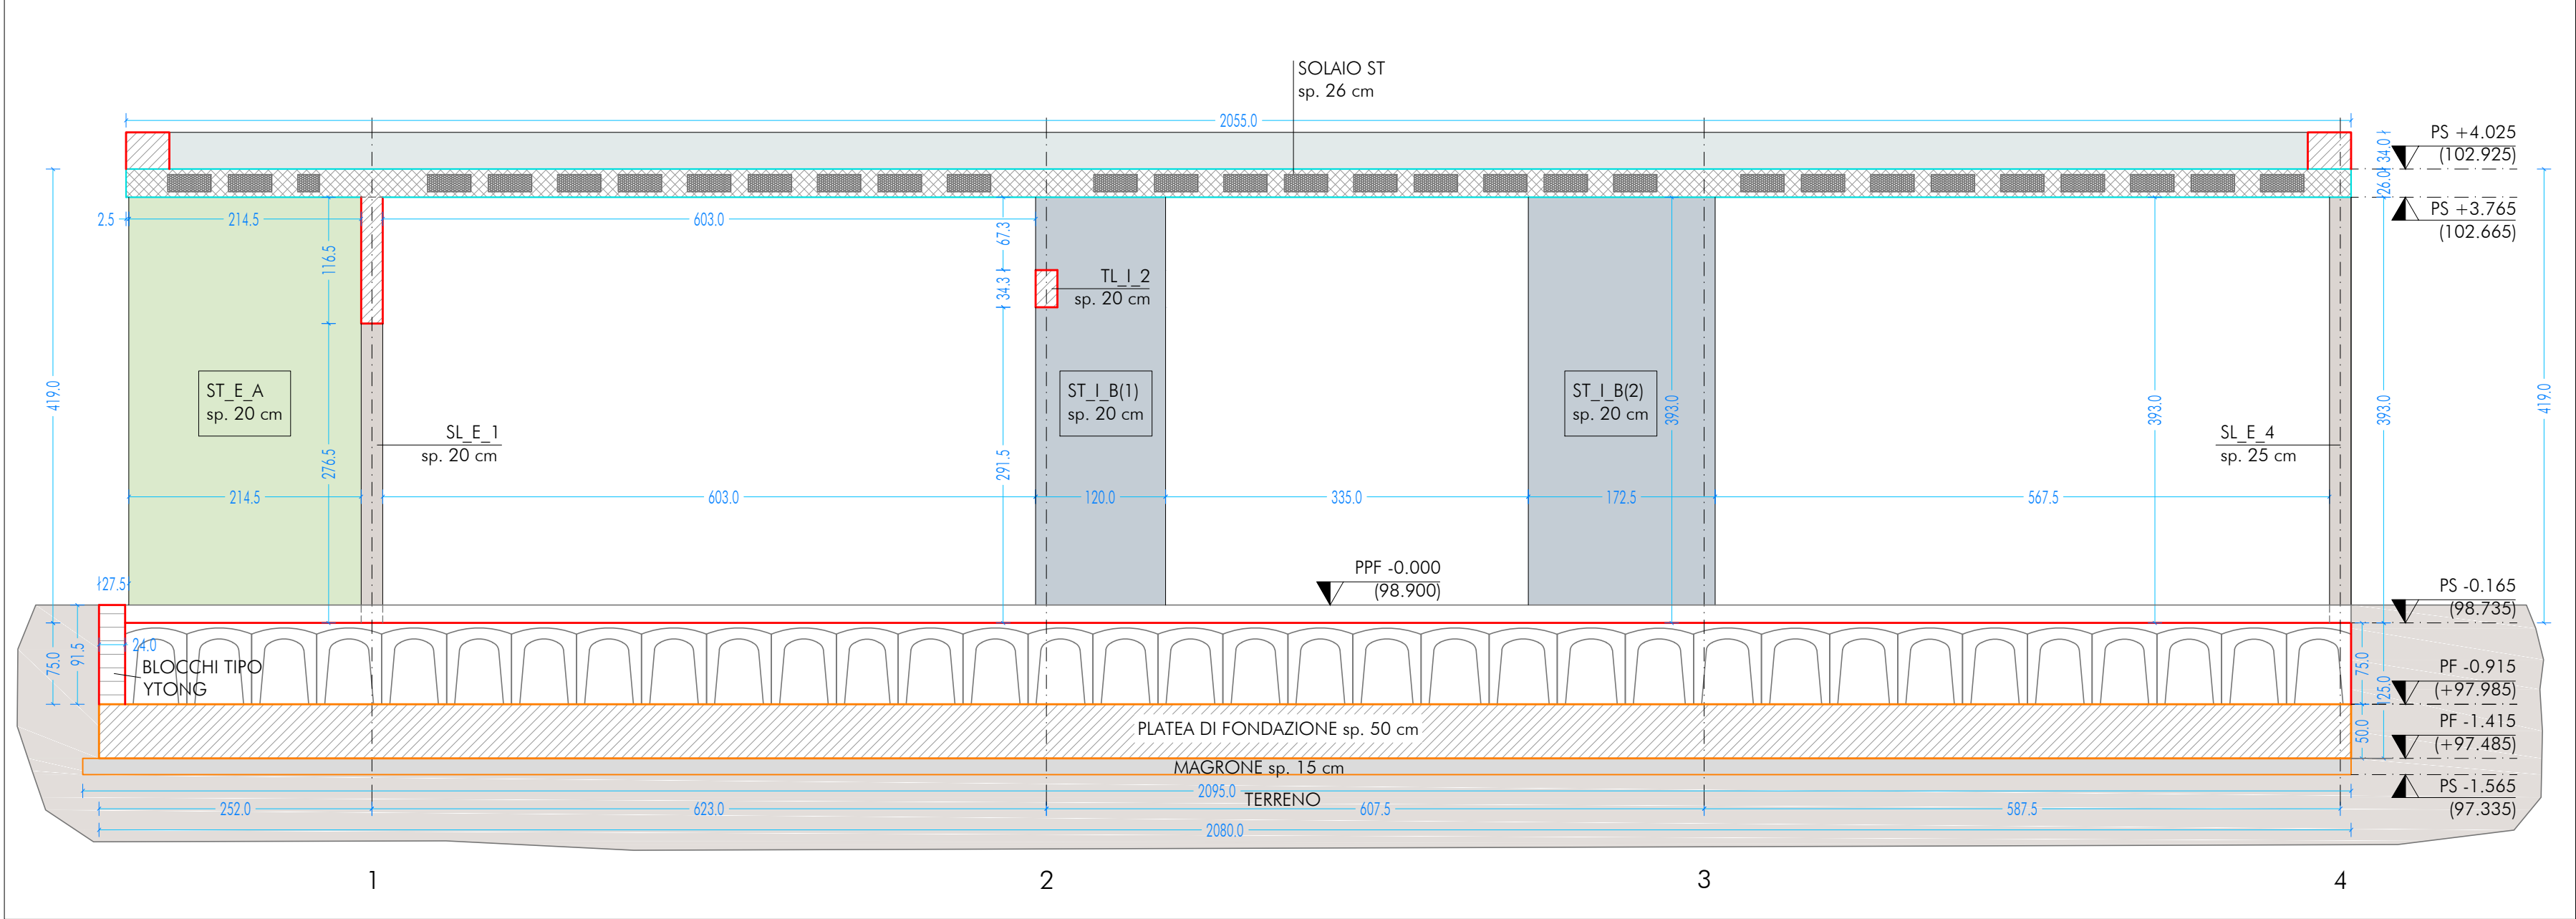 SOLAIO ST
sp. 26 cm
2055.0
PS +4.025
(102.925)
34.0
26.0
PS +3.765
(102.665)
2.5
214.5
603.0
67.3
116.5
34.3
TL_I_2
sp. 20 cm
ST_E_A
sp. 20 cm
ST_I_B(1)
sp. 20 cm
ST_I_B(2)
sp. 20 cm
419.0
393.0
393.0
393.0
419.0
SL_E_1
sp. 20 cm
SL_E_4
sp. 25 cm
276.5
291.5
214.5
603.0
120.0
335.0
172.5
567.5
27.5
PPF -0.000
(98.900)
PS -0.165
(98.735)
24.0
75.0
91.5
BLOCCHI TIPO
YTONG
75.0
PF -0.915
(+97.985)
125.0
PLATEA DI FONDAZIONE sp. 50 cm
50.0
PF -1.415
(+97.485)
MAGRONE sp. 15 cm
2095.0
TERRENO
PS -1.565
(97.335)
252.0
623.0
607.5
587.5
2080.0
1
2
3
4